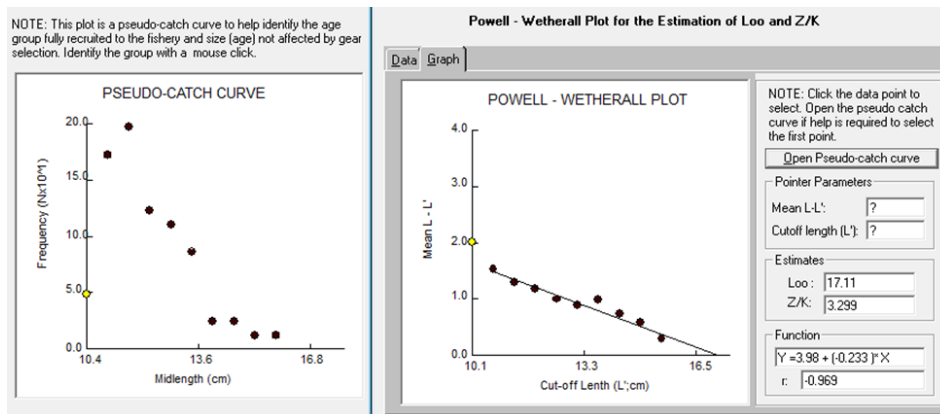 NOTE: This plot is a pseudo-catch curve to help identify the age
group fully recruited to the fishery and size (age) not affected by gear
selection. Identify the group with a mouse click.
PSEUDO-CATCH CURVE
Frequency (Nx10^1)
20.0
15.0
10.0
5.0
0.0
10.4 13.6 16.8
Midlength (cm)
Powell - Wetherall Plot for the Estimation of Loo and Z/K
Data Graph
POWELL - WETHERALL PLOT
Mean L - L'
4.0
3.0
2.0
1.0
0.0
10.1 13.3 16.5
Cut-off Lenth (L';cm)
NOTE: Click the data point to
select. Open the pseudo catch
curve if help is required to select
the first point.
Open Pseudo-catch curve
Pointer Parameters
Mean L-L': ?
Cutoff length (L'): ?
Estimates
Loo : 17.11
Z/K: 3.299
Function
Y =3.98 + (-0.233 )* X
r: -0.969